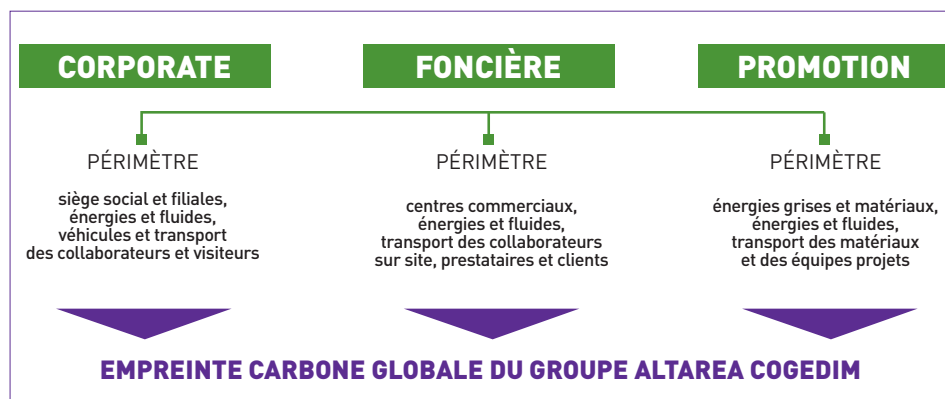 CORPORATE
FONCIÈRE
PROMOTION
PÉRIMÈTRE
siège social et filiales,
énergies et fluides,
véhicules et transport
des collaborateurs et visiteurs
PÉRIMÈTRE
centres commerciaux,
énergies et fluides,
transport des collaborateurs
sur site, prestataires et clients
PÉRIMÈTRE
énergies grises et matériaux,
énergies et fluides,
transport des matériaux
et des équipes projets
EMPREINTE CARBONE GLOBALE DU GROUPE ALTAREA COGEDIM